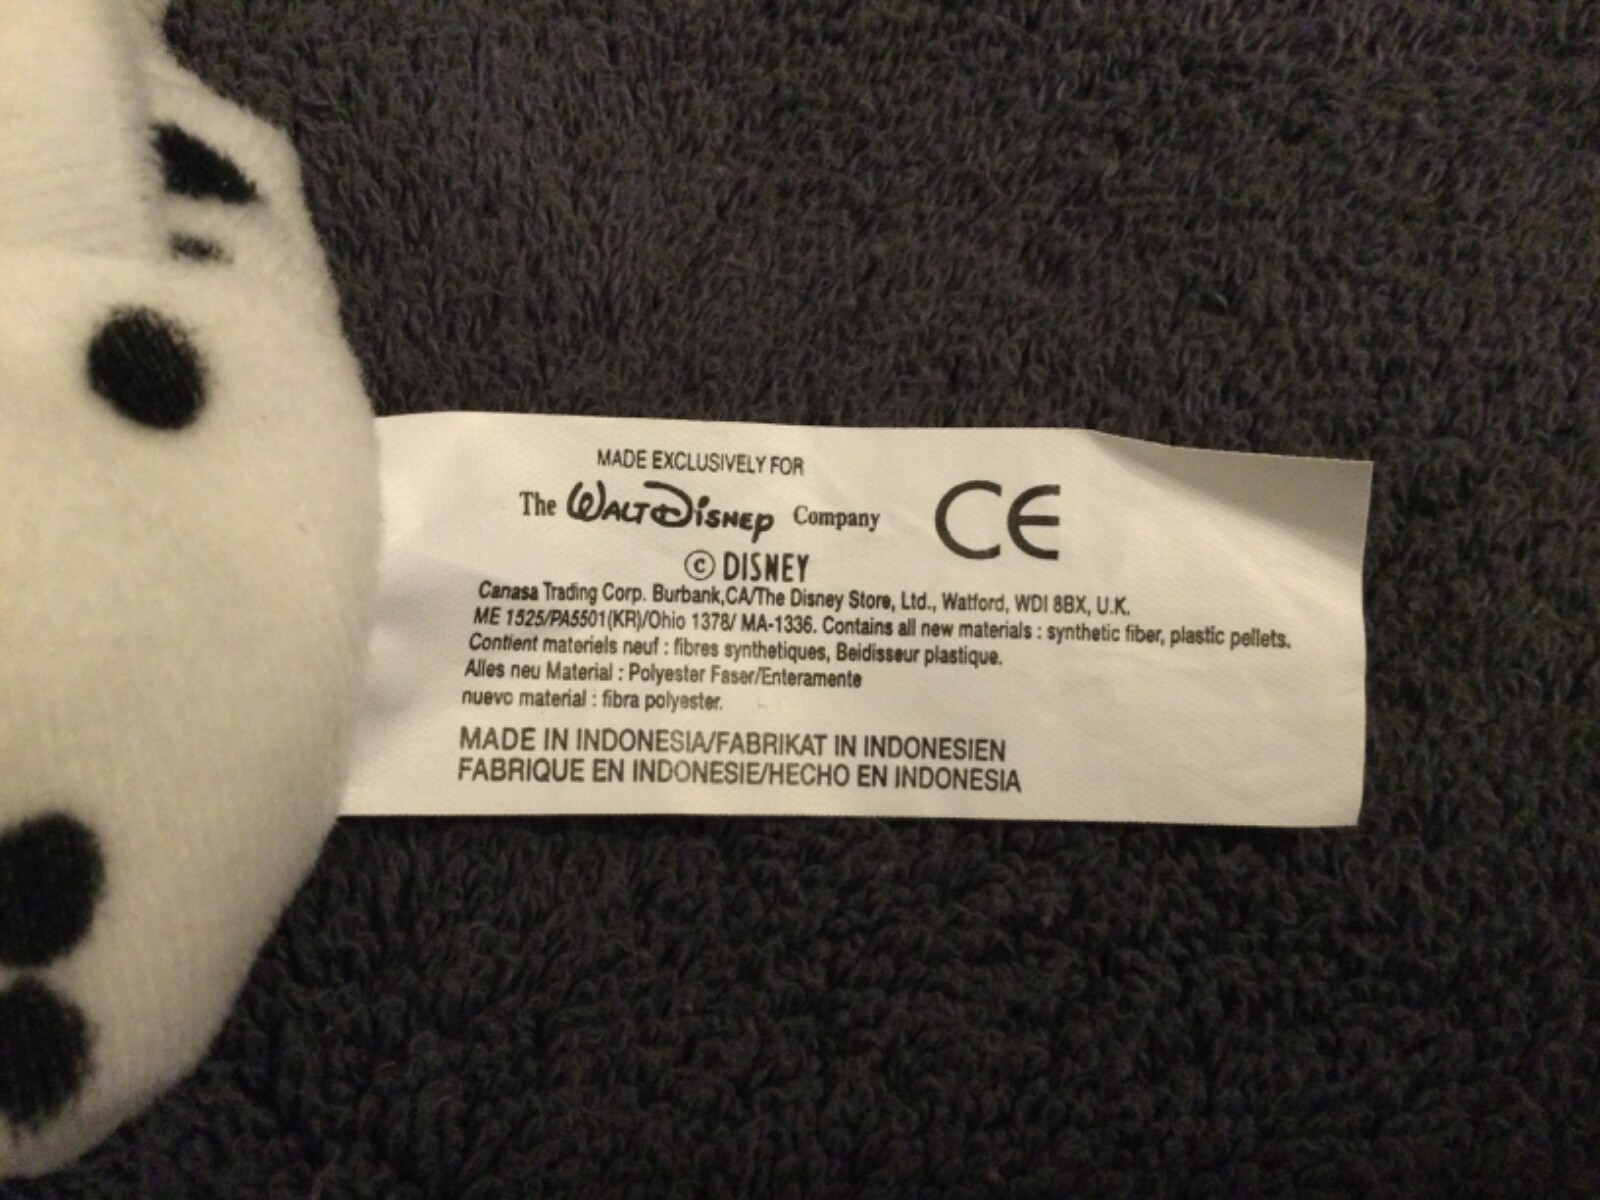 MADE EXCLUSIVELY FOR
The WALT DISNEY Company CE
© DISNEY
Canasa Trading Corp. Burbank,CA/The Disney Store, Ltd., Watford, WDI 8BX, U.K.
ME 1525/PA5501(KR)/Ohio 1378/ MA-1336. Contains all new materials : synthetic fiber, plastic pellets.
Contient materiels neuf : fibres synthetiques, Beidisseur plastique.
Alles neu Material : Polyester Faser/Enteramente
nuevo material : fibra polyester.
MADE IN INDONESIA/FABRIKAT IN INDONESIEN
FABRIQUE EN INDONESIE/HECHO EN INDONESIA